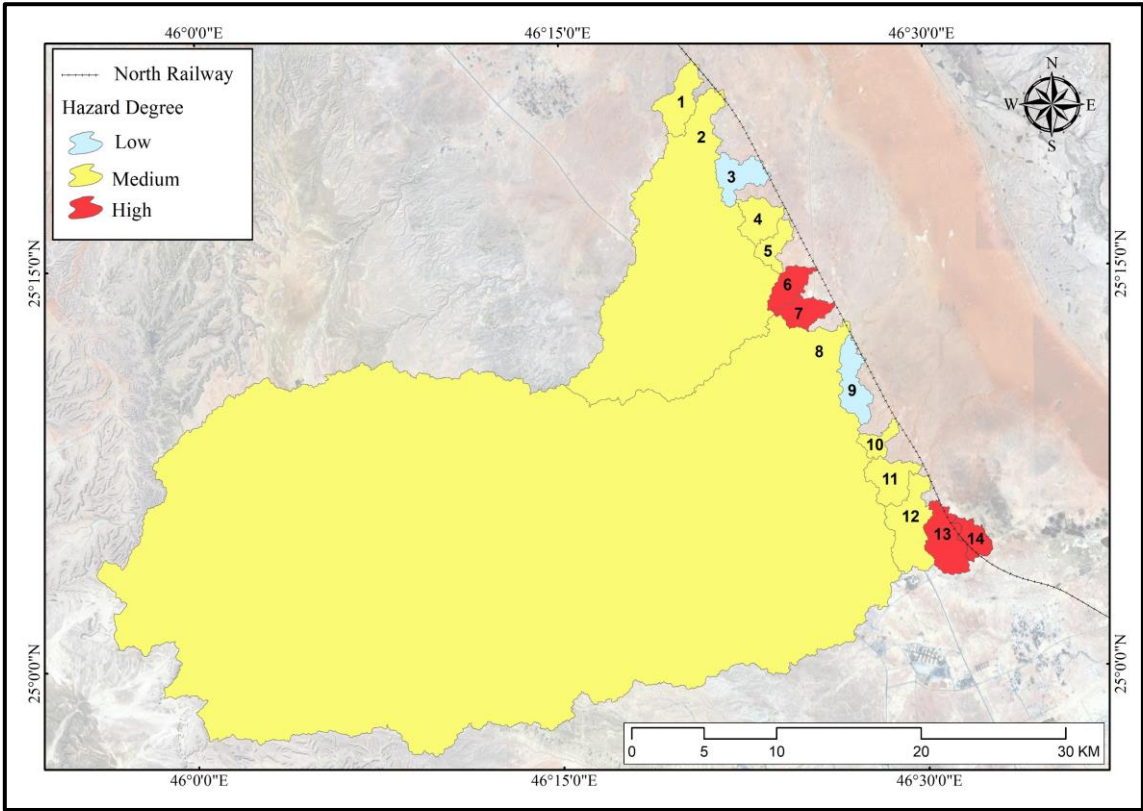 46°0'0"E 46°15'0"E 46°30'0"E
North Railway
Hazard Degree
Low
Medium
High
N
W E
S
25°15'0"N 25°15'0"N
25°0'0"N 25°0'0"N
1
2
3
4
5
6
7
8
9
10
11
12
13 14
0 5 10 20 30 KM
46°0'0"E 46°15'0"E 46°30'0"E